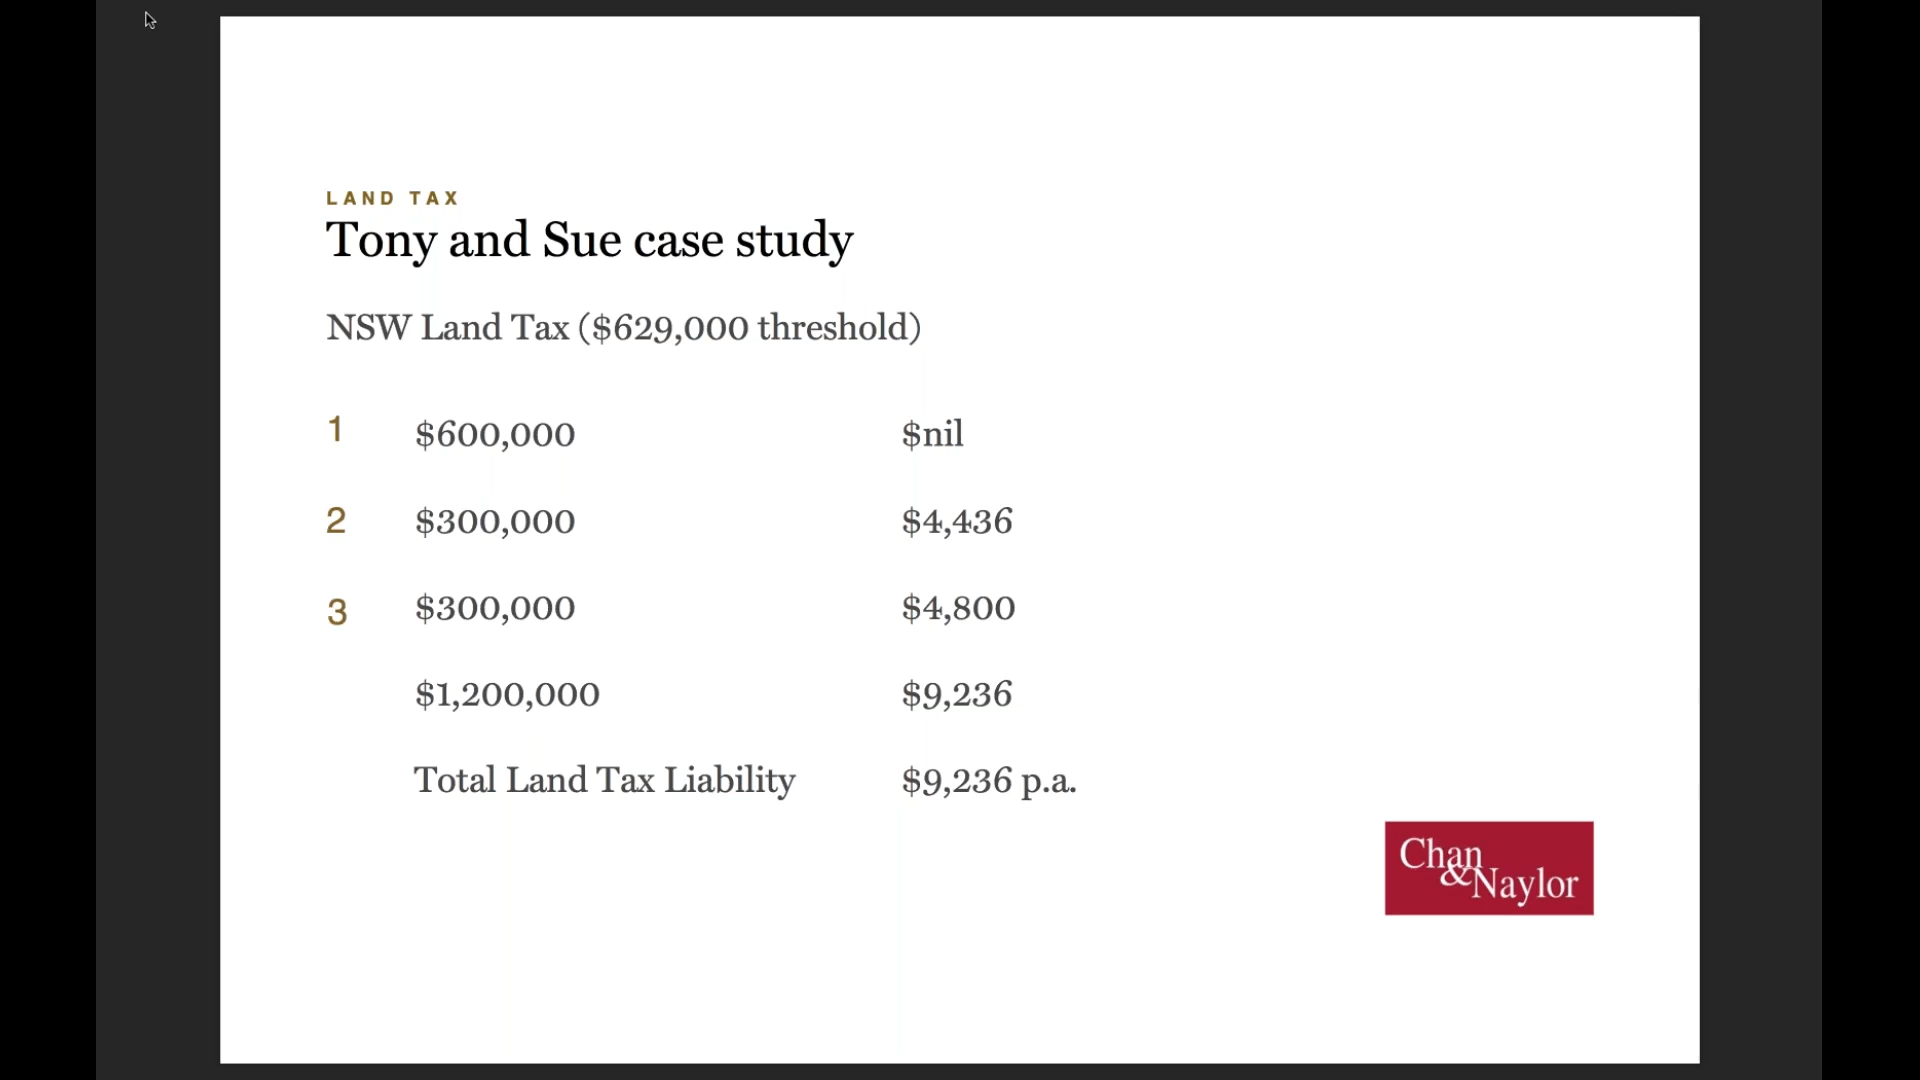 LAND TAX
Tony and Sue case study
NSW Land Tax ($629,000 threshold)
1 $600,000 $nil
2 $300,000 $4,436
3 $300,000 $4,800
$1,200,000 $9,236
Total Land Tax Liability $9,236 p.a.
Chan
&Naylor